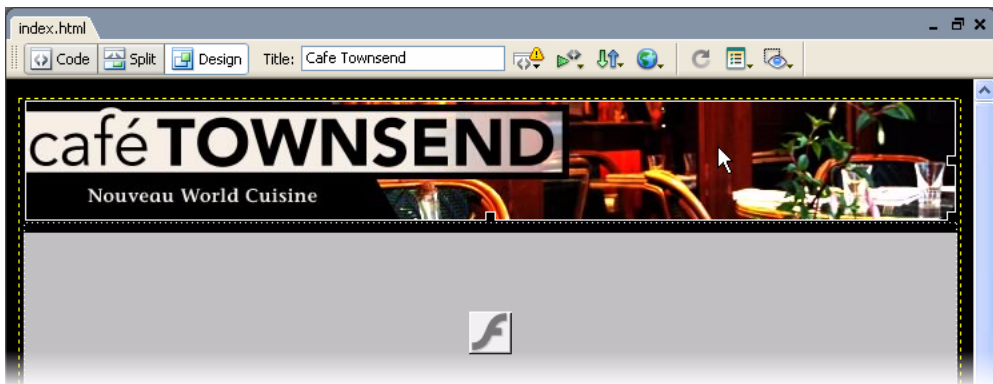 index.html
Code Split Design Title: Cafe Townsend
café TOWNSEND
Nouveau World Cuisine